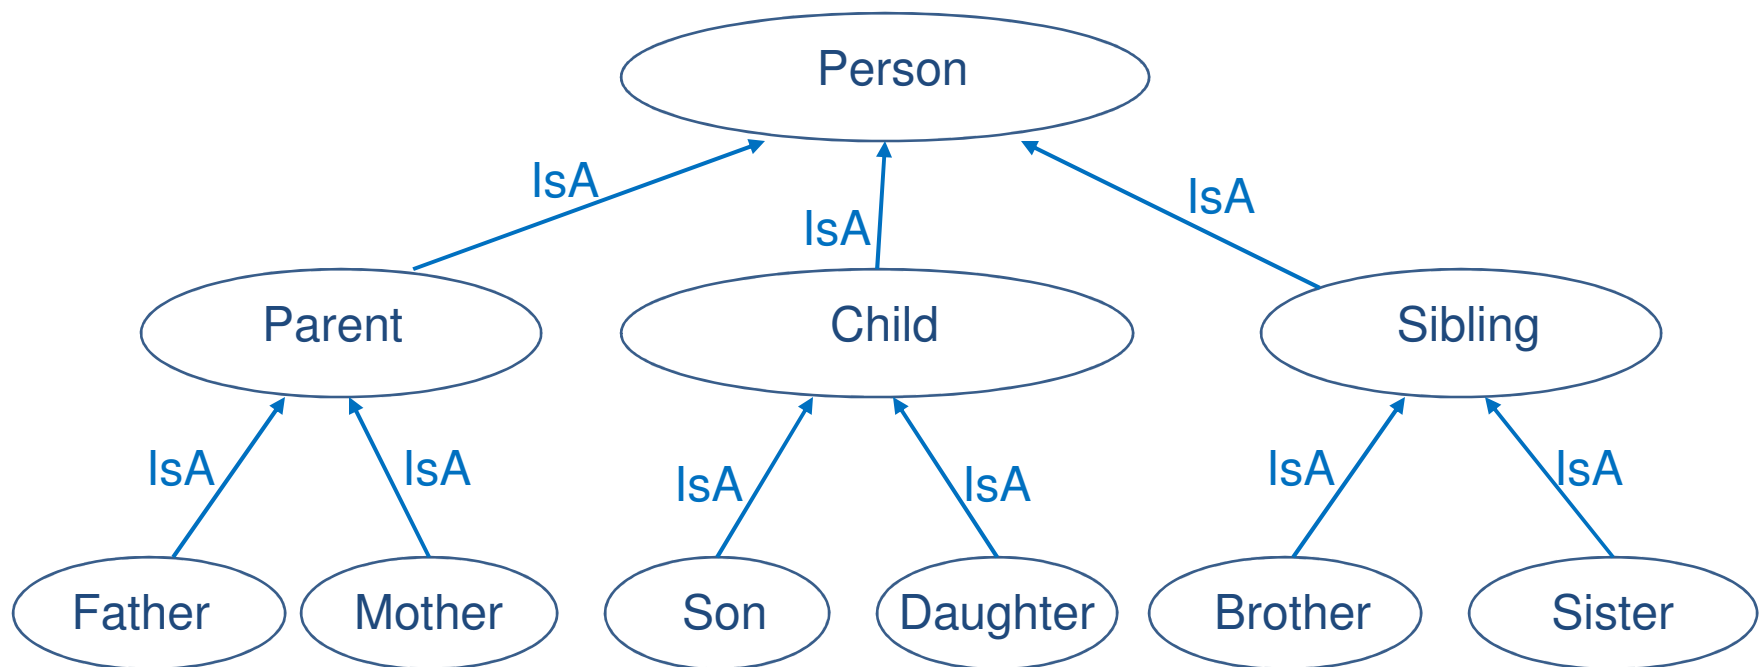 Person
IsA
IsA
IsA
Parent
Child
Sibling
IsA
IsA
IsA
IsA
IsA
IsA
Father
Mother
Son
Daughter
Brother
Sister